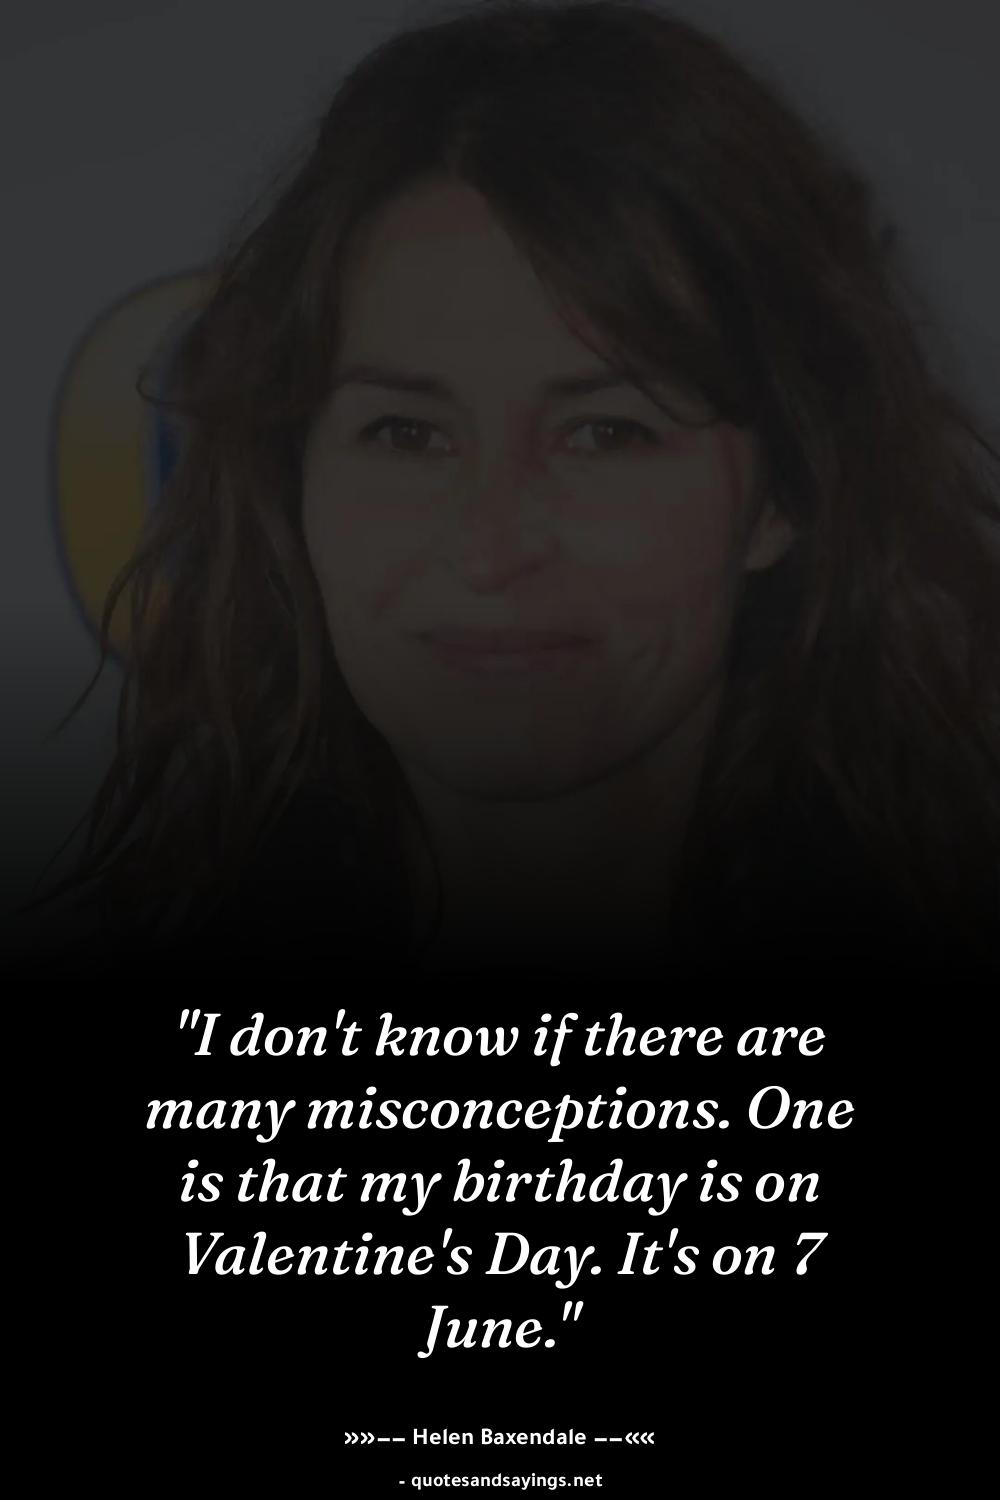 "I don't know if there are
many misconceptions. One
is that my birthday is on
Valentine's Day. It's on 7
June."
»»–– Helen Baxendale ––««
- quotesandsayings.net